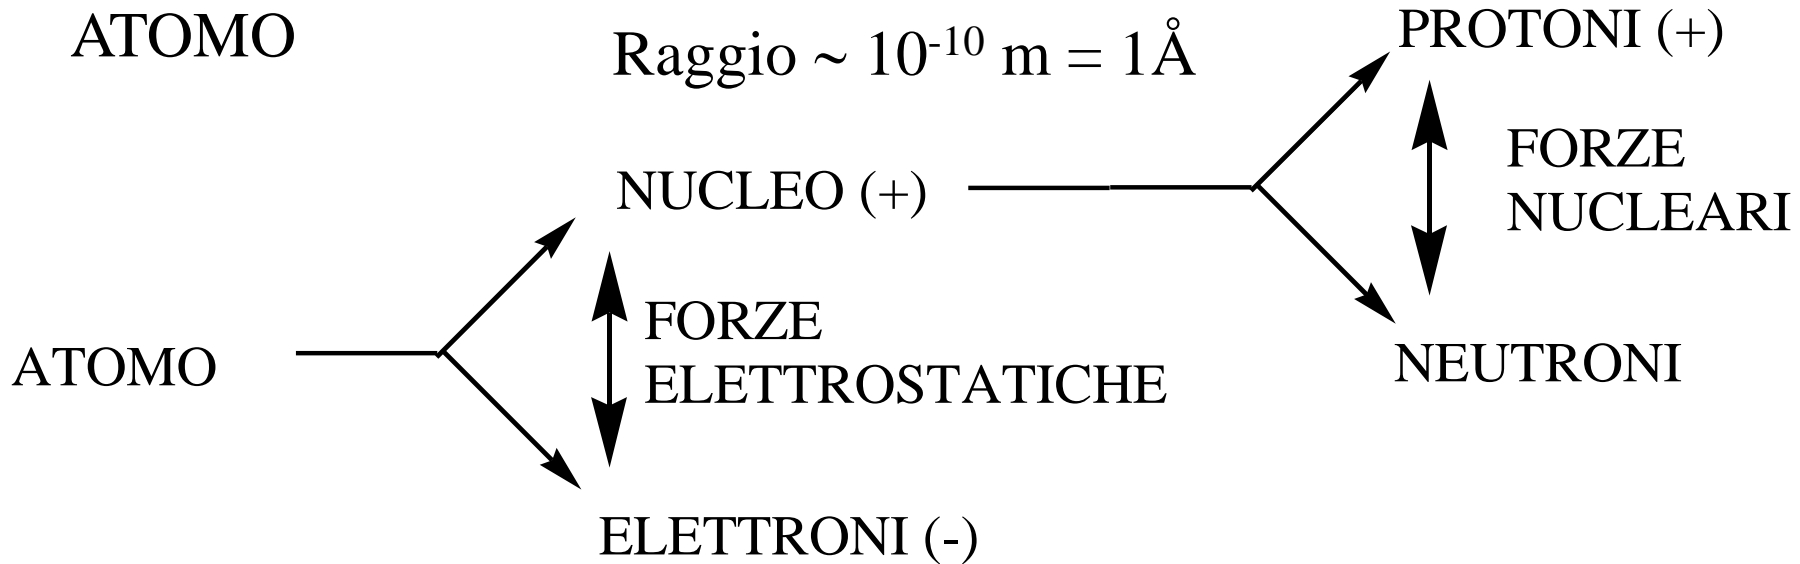 ATOMO
Raggio ~ 10⁻¹⁰ m = 1Å
PROTONI (+)
FORZE
NUCLEARI
NUCLEO (+)
FORZE
ELETTROSTATICHE
ATOMO
NEUTRONI
ELETTRONI (-)